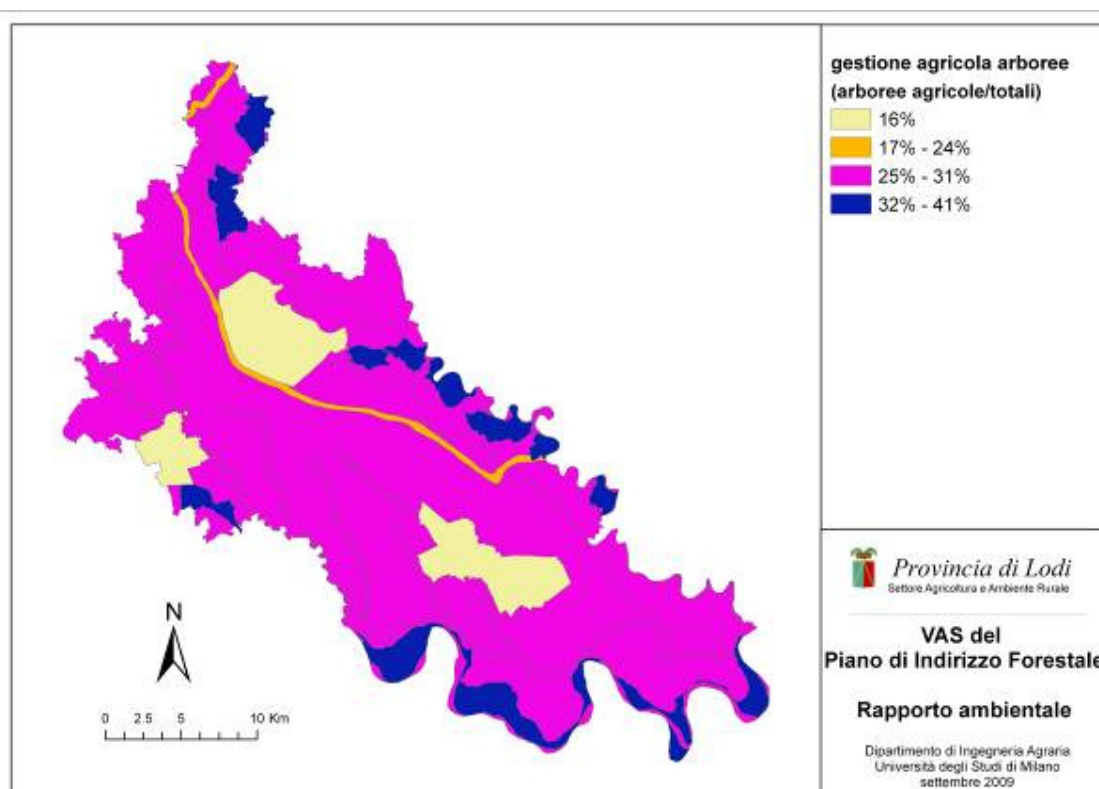 gestione agricola arboree
(arboree agricole/totali)
16%
17% - 24%
25% - 31%
32% - 41%
N
0 2.5 5 10 Km
Provincia di Lodi
Settore Agricoltura e Ambiente Rurale
VAS del
Piano di Indirizzo Forestale
Rapporto ambientale
Dipartimento di Ingegneria Agraria
Università degli Studi di Milano
settembre 2009